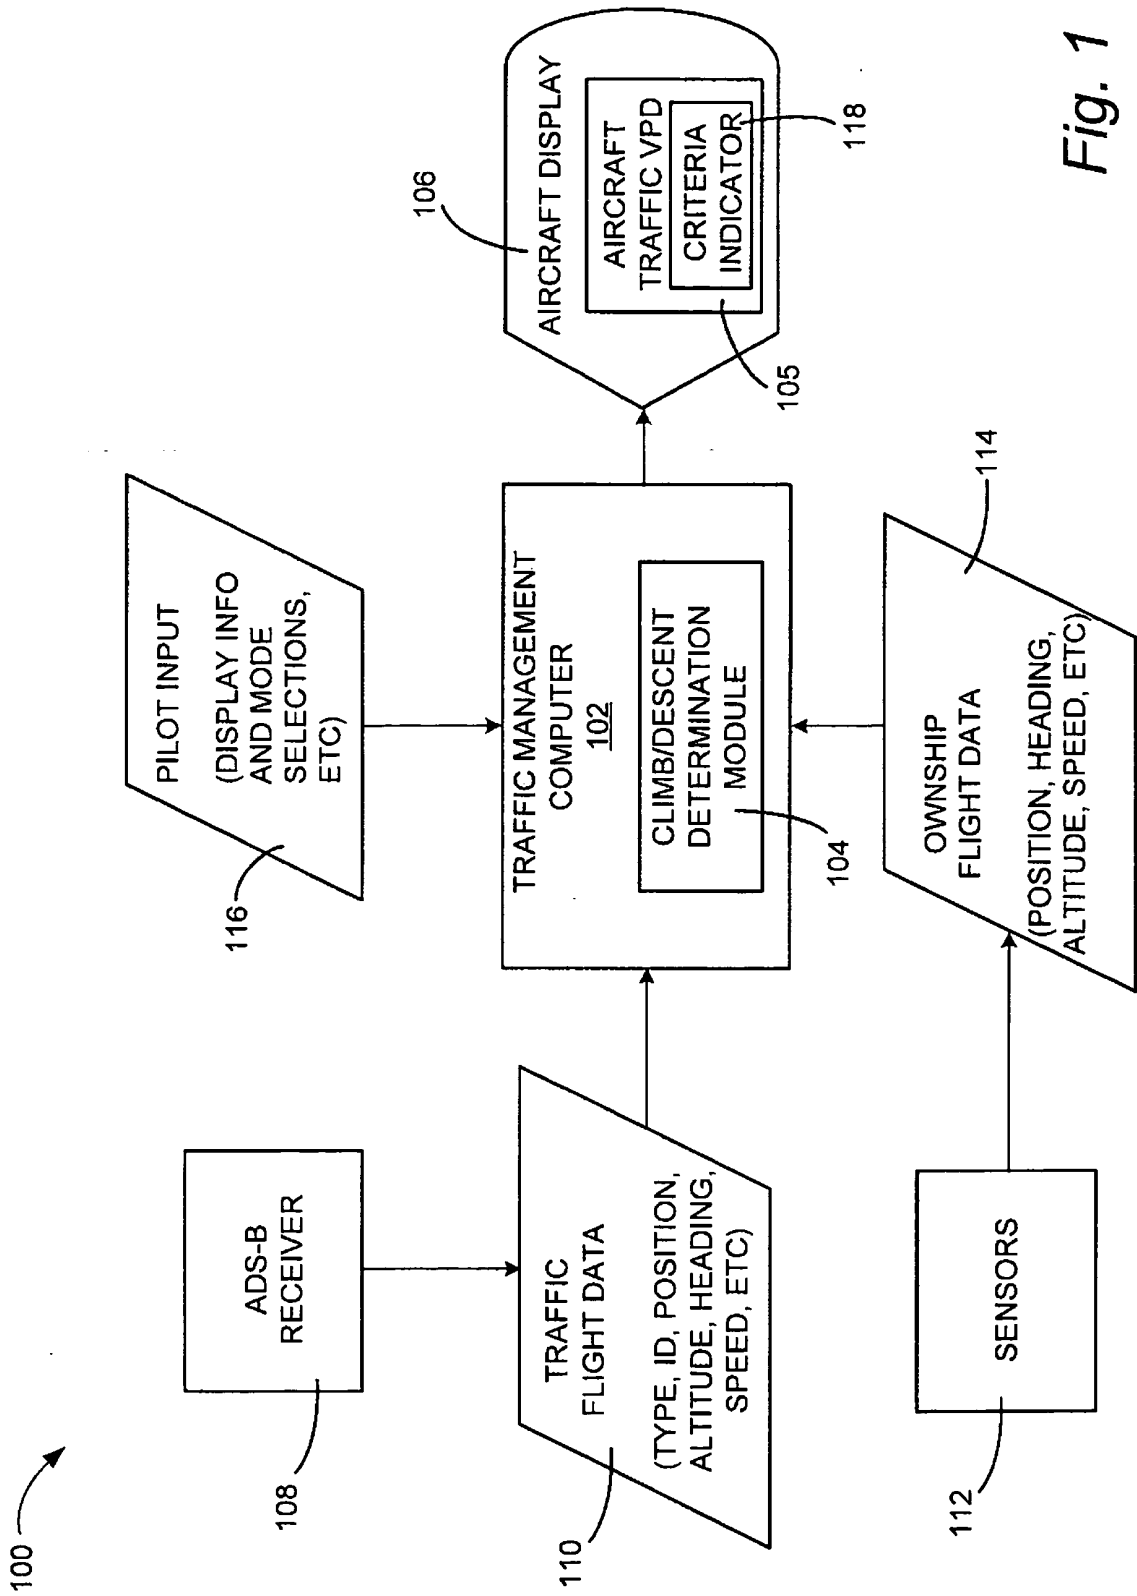 100
108
ADS-B
RECEIVER
110
TRAFFIC
FLIGHT DATA
(TYPE, ID, POSITION,
ALTITUDE, HEADING,
SPEED, ETC)
112
SENSORS
116
PILOT INPUT
(DISPLAY INFO
AND MODE
SELECTIONS,
ETC)
TRAFFIC MANAGEMENT
COMPUTER
102
CLIMB/DESCENT
DETERMINATION
MODULE
104
OWNSHIP
FLIGHT DATA
(POSITION, HEADING,
ALTITUDE, SPEED, ETC)
114
106
AIRCRAFT DISPLAY
AIRCRAFT
TRAFFIC VPD
CRITERIA
INDICATOR
105
118
Fig. 1